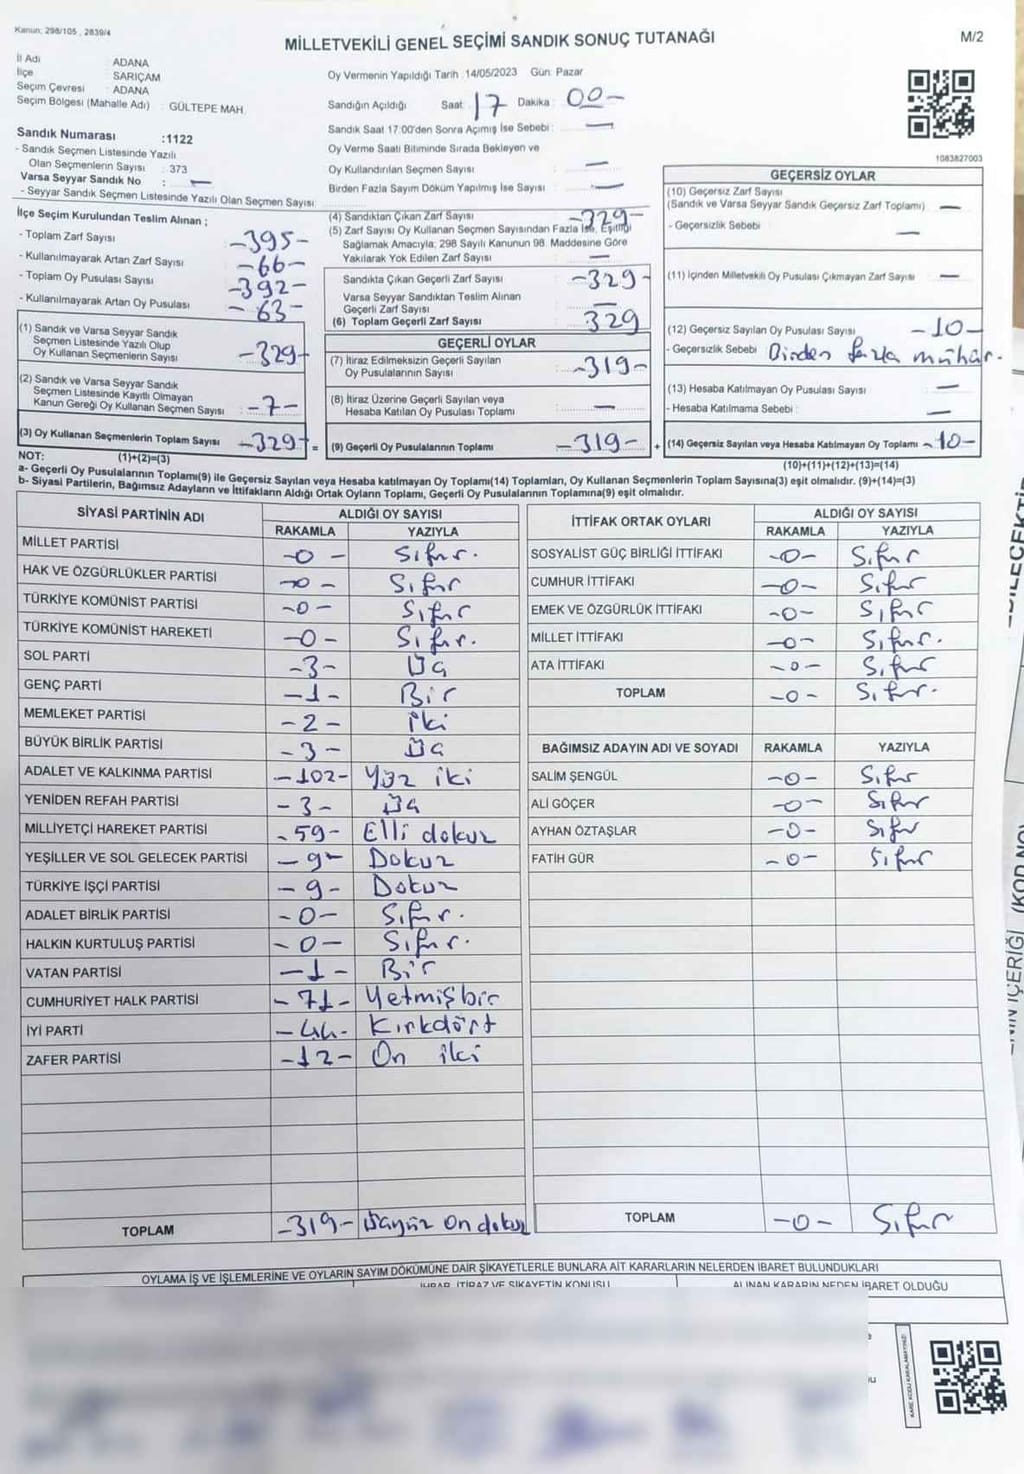 Kanun: 298/105 , 2839/4
MİLLETVEKİLİ GENEL SEÇİMİ SANDIK SONUÇ TUTANAĞI
M/2
İl Adı : ADANA
İlçe : SARIÇAM
Seçim Çevresi : ADANA
Seçim Bölgesi (Mahalle Adı) : GÜLTEPE MAH.
Sandık Numarası :1122
- Sandık Seçmen Listesinde Yazılı
Olan Seçmenlerin Sayısı : 373
Varsa Seyyar Sandık No : —
- Seyyar Sandık Seçmen Listesinde Yazılı Olan Seçmen Sayısı:
Oy Vermenin Yapıldığı Tarih :14/05/2023 Gün: Pazar
Sandığın Açıldığı Saat : 17 Dakika : 00-
Sandık Saat 17:00'den Sonra Açımış İse Sebebi : —
Oy Verme Saati Bitiminde Sırada Bekleyen ve
Oy Kullandırılan Seçmen Sayısı —
Birden Fazla Sayım Döküm Yapılmış İse Sayısı : —
1083827003
İlçe Seçim Kurulundan Teslim Alınan ;
- Toplam Zarf Sayısı -395-
- Kullanılmayarak Artan Zarf Sayısı -66-
- Toplam Oy Pusulası Sayısı -392-
- Kullanılmayarak Artan Oy Pusulası -63-
(1) Sandık ve Varsa Seyyar Sandık
Seçmen Listesinde Yazılı Olup
Oy Kullanan Seçmenlerin Sayısı -329-
(2) Sandık ve Varsa Seyyar Sandık
Seçmen Listesinde Kayıtlı Olmayan
Kanun Gereği Oy Kullanan Seçmen Sayısı -7-
(3) Oy Kullanan Seçmenlerin Toplam Sayısı -329- =
(4) Sandıktan Çıkan Zarf Sayısı -329-
(5) Zarf Sayısı Oy Kullanan Seçmen Sayısından Fazla İse, Eşitliği
Sağlamak Amacıyla; 298 Sayılı Kanunun 98. Maddesine Göre
Yakılarak Yok Edilen Zarf Sayısı —
Sandıkta Çıkan Geçerli Zarf Sayısı -329-
Varsa Seyyar Sandıktan Teslim Alınan
Geçerli Zarf Sayısı —
(6) Toplam Geçerli Zarf Sayısı 329
GEÇERLİ OYLAR
(7) İtiraz Edilmeksizin Geçerli Sayılan
Oy Pusulalarının Sayısı -319-
(8) İtiraz Üzerine Geçerli Sayılan veya
Hesaba Katılan Oy Pusulası Toplamı —
(9) Geçerli Oy Pusulalarının Toplamı -319- +
GEÇERSİZ OYLAR
(10) Geçersiz Zarf Sayısı
(Sandık ve Varsa Seyyar Sandık Geçersiz Zarf Toplamı) —
- Geçersizlik Sebebi —
(11) İçinden Milletvekili Oy Pusulası Çıkmayan Zarf Sayısı —
(12) Geçersiz Sayılan Oy Pusulası Sayısı -10-
- Geçersizlik Sebebi : Birden fazla mühür.
(13) Hesaba Katılmayan Oy Pusulası Sayısı —
- Hesaba Katılmama Sebebi : —
(14) Geçersiz Sayılan veya Hesaba Katılmayan Oy Toplamı -10-
NOT: (1)+(2)=(3)
(10)+(11)+(12)+(13)=(14)
a- Geçerli Oy Pusulalarının Toplamı(9) ile Geçersiz Sayılan veya Hesaba katılmayan Oy Toplamı(14) Toplamları, Oy Kullanan Seçmenlerin Toplam Sayısına(3) eşit olmalıdır. (9)+(14)=(3)
b- Siyasi Partilerin, Bağımsız Adayların ve İttifakların Aldığı Ortak Oyların Toplamı, Geçerli Oy Pusulalarının Toplamına(9) eşit olmalıdır.
SİYASİ PARTİNİN ADI ALDIĞI OY SAYISI
RAKAMLA YAZIYLA
MİLLET PARTİSİ -0- Sıfır.
HAK VE ÖZGÜRLÜKLER PARTİSİ -0- Sıfır
TÜRKİYE KOMÜNİST PARTİSİ -0- Sıfır
TÜRKİYE KOMÜNİST HAREKETİ -0- Sıfır.
SOL PARTİ -3- Üç
GENÇ PARTİ -1- Bir
MEMLEKET PARTİSİ -2- İki
BÜYÜK BİRLİK PARTİSİ -3- Üç
ADALET VE KALKINMA PARTİSİ -102- Yüz iki
YENİDEN REFAH PARTİSİ -3- Üç
MİLLİYETÇİ HAREKET PARTİSİ -59- Elli dokuz
YEŞİLLER VE SOL GELECEK PARTİSİ -9- Dokuz
TÜRKİYE İŞÇİ PARTİSİ -9- Dokuz
ADALET BİRLİK PARTİSİ -0- Sıfır.
HALKIN KURTULUŞ PARTİSİ -0- Sıfır.
VATAN PARTİSİ -1- Bir
CUMHURİYET HALK PARTİSİ -71- Yetmişbir
İYİ PARTİ -44- Kırkdört
ZAFER PARTİSİ -12- On iki
TOPLAM -319- üçyüz on dokuz
İTTİFAK ORTAK OYLARI ALDIĞI OY SAYISI
RAKAMLA YAZIYLA
SOSYALİST GÜÇ BİRLİĞİ İTTİFAKI -0- Sıfır
CUMHUR İTTİFAKI -0- Sıfır
EMEK VE ÖZGÜRLÜK İTTİFAKI -0- Sıfır
MİLLET İTTİFAKI -0- Sıfır.
ATA İTTİFAKI -0- Sıfır
TOPLAM -0- Sıfır.
BAĞIMSIZ ADAYIN ADI VE SOYADI RAKAMLA YAZIYLA
SALİM ŞENGÜL -0- Sıfır
ALİ GÖÇER -0- Sıfır
AYHAN ÖZTAŞLAR -0- Sıfır
FATİH GÜR -0- Sıfır
TOPLAM -0- Sıfır
OYLAMA İŞ VE İŞLEMLERİNE VE OYLARIN SAYIM DÖKÜMÜNE DAİR ŞİKAYETLERLE BUNLARA AİT KARARLARIN NELERDEN İBARET BULUNDUKLARI
İHBAR, İTİRAZ VE ŞİKAYETİN KONUSU
ALINAN KARARIN NEDEN İBARET OLDUĞU
KARE KODU KARALAMAYINIZ!
NİN İÇERİĞİ (KOD NO)